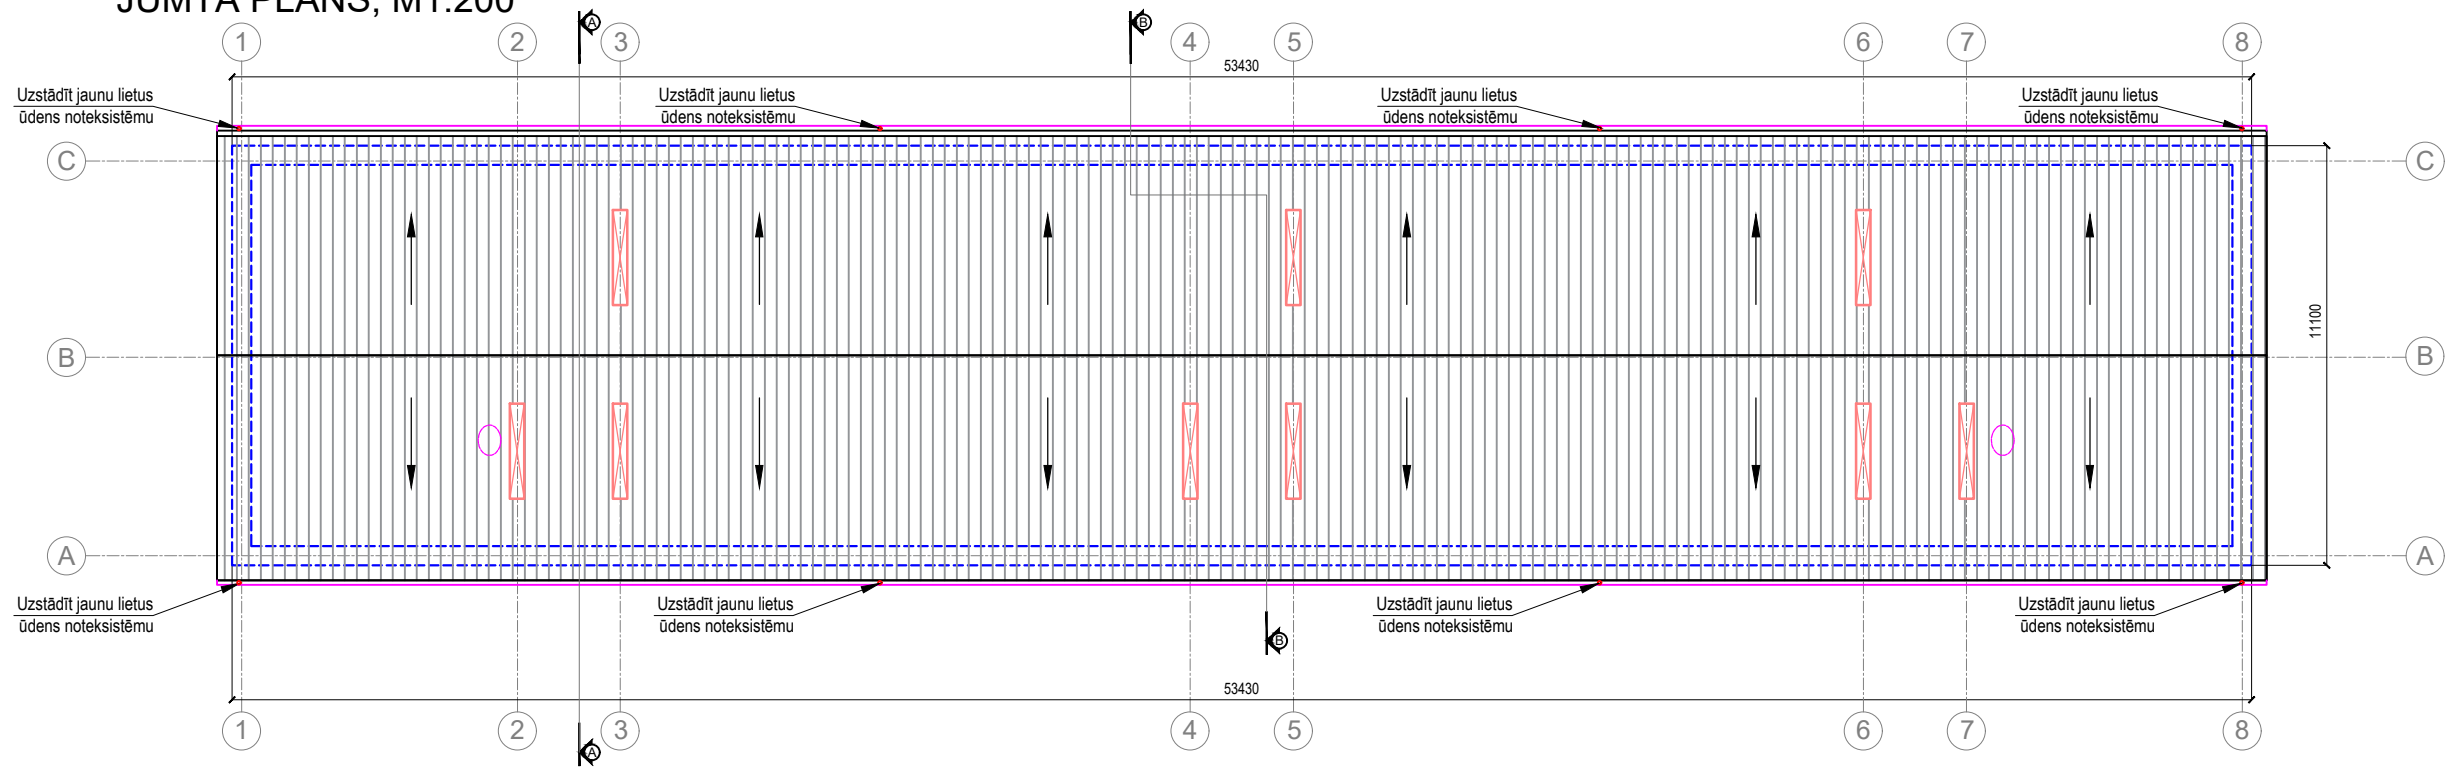 JUMTA PLĀNS, M1:200
A
B
1
2
3
4
5
6
7
8
53430
Uzstādīt jaunu lietus
ūdens noteksistēmu
Uzstādīt jaunu lietus
ūdens noteksistēmu
Uzstādīt jaunu lietus
ūdens noteksistēmu
Uzstādīt jaunu lietus
ūdens noteksistēmu
C
C
11100
B
B
A
A
Uzstādīt jaunu lietus
ūdens noteksistēmu
Uzstādīt jaunu lietus
ūdens noteksistēmu
Uzstādīt jaunu lietus
ūdens noteksistēmu
Uzstādīt jaunu lietus
ūdens noteksistēmu
B
53430
1
2
3
4
5
6
7
8
A